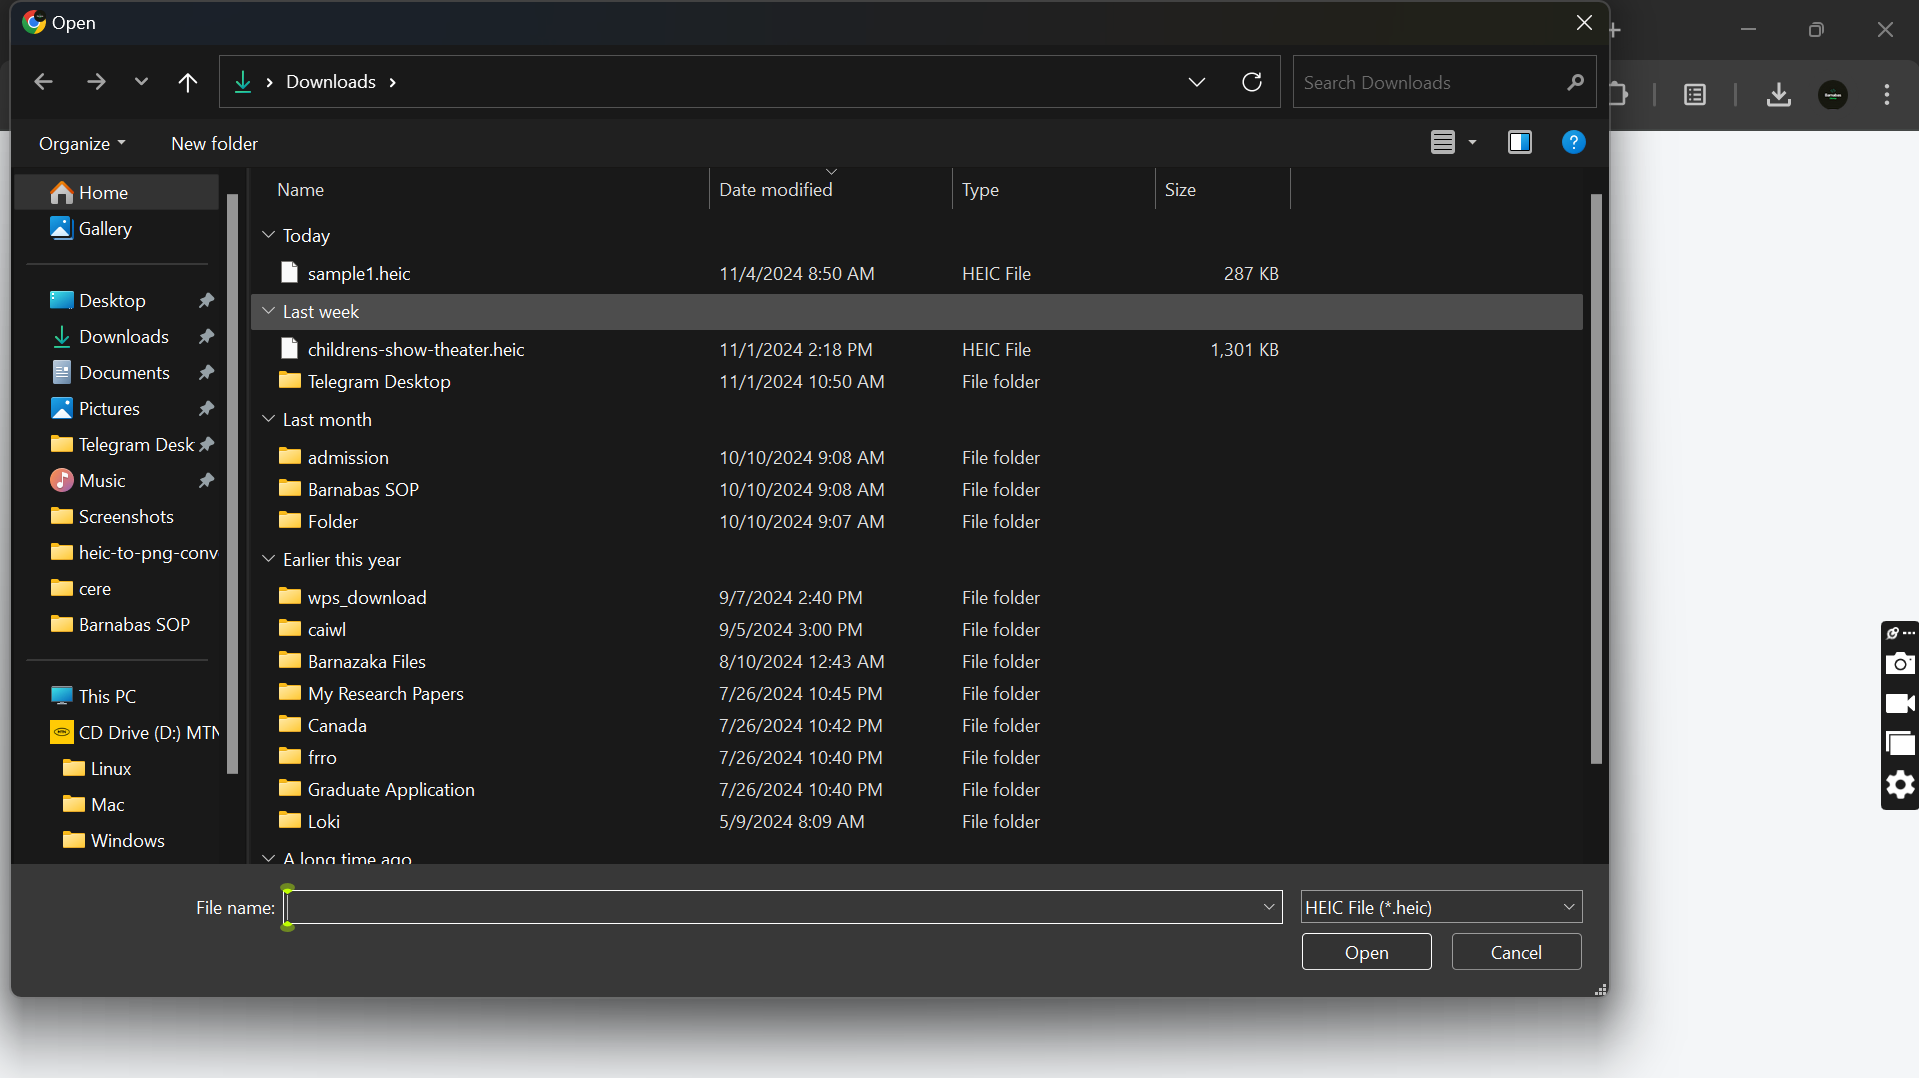 Open
Downloads
Search Downloads
Organize
New folder
?
Home
Gallery
Desktop
Downloads
Documents
Pictures
Telegram Desk
Music
Screenshots
heic-to-png-conv
cere
Barnabas SOP
This PC
CD Drive (D:) MTN
Linux
Mac
Windows
Name Date modified Type Size
Today
sample1.heic 11/4/2024 8:50 AM HEIC File 287 KB
Last week
childrens-show-theater.heic 11/1/2024 2:18 PM HEIC File 1,301 KB
Telegram Desktop 11/1/2024 10:50 AM File folder
Last month
admission 10/10/2024 9:08 AM File folder
Barnabas SOP 10/10/2024 9:08 AM File folder
Folder 10/10/2024 9:07 AM File folder
Earlier this year
wps_download 9/7/2024 2:40 PM File folder
caiwl 9/5/2024 3:00 PM File folder
Barnazaka Files 8/10/2024 12:43 AM File folder
My Research Papers 7/26/2024 10:45 PM File folder
Canada 7/26/2024 10:42 PM File folder
frro 7/26/2024 10:40 PM File folder
Graduate Application 7/26/2024 10:40 PM File folder
Loki 5/9/2024 8:09 AM File folder
A long time ago
File name:
HEIC File (*.heic)
Open
Cancel